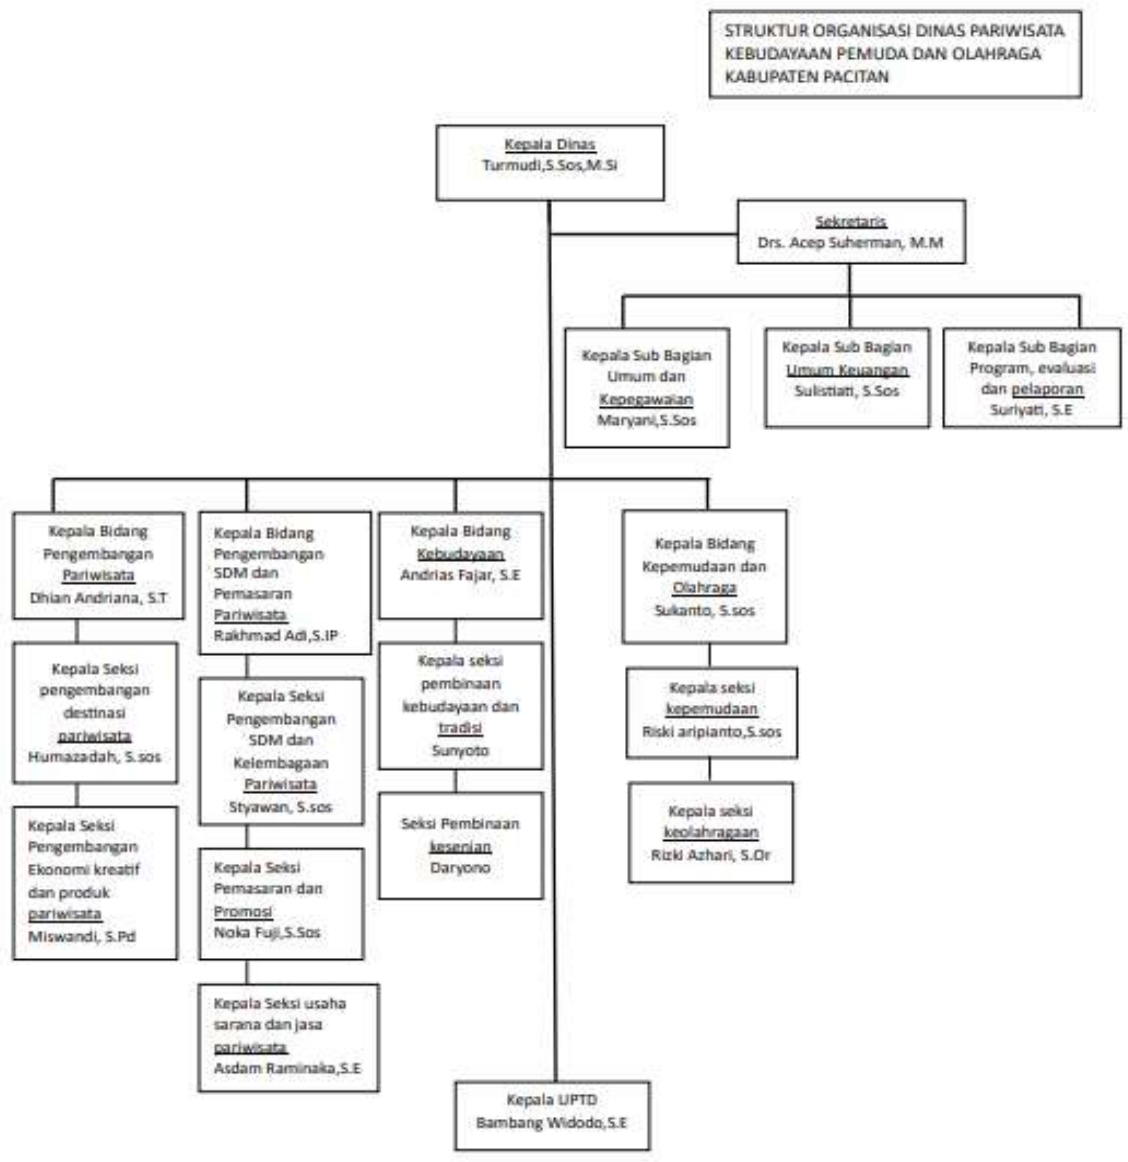 STRUKTUR ORGANISASI DINAS PARIWISATA
KEBUDAYAAN PEMUDA DAN OLAHRAGA
KABUPATEN PACITAN
Kepala Dinas
Turmudi,S.Sos,M.Si
Sekretaris
Drs. Acep Suherman, M.M
Kepala Sub Bagian
Umum dan
Kepegawaian
Maryani,S.Sos
Kepala Sub Bagian
Umum Keuangan
Sulistiati, S.Sos
Kepala Sub Bagian
Program, evaluasi
dan pelaporan
Suriyati, S.E
Kepala Bidang
Pengembangan
Pariwisata
Dhian Andriana, S.T
Kepala Seksi
pengembangan
destinasi
pariwisata
Humazadah, S.sos
Kepala Seksi
Pengembangan
Ekonomi kreatif
dan produk
pariwisata
Miswandi, S.Pd
Kepala Bidang
Pengembangan
SDM dan
Pemasaran
Pariwisata
Rakhmad Adi,S.IP
Kepala Seksi
Pengembangan
SDM dan
Kelembagaan
Pariwisata
Styawan, S.sos
Kepala Seksi
Pemasaran dan
Promosi
Noka Fuji,S.Sos
Kepala Seksi usaha
sarana dan jasa
pariwisata
Asdam Raminaka,S.E
Kepala Bidang
Kebudayaan
Andrias Fajar, S.E
Kepala seksi
pembinaan
kebudayaan dan
tradisi
Sunyoto
Seksi Pembinaan
kesenian
Daryono
Kepala Bidang
Kepemudaan dan
Olahraga
Sukanto, S.sos
Kepala seksi
kepemudaan
Riski aripianto,S.sos
Kepala seksi
keolahragaan
Rizki Azhari, S.Or
Kepala UPTD
Bambang Widodo,S.E